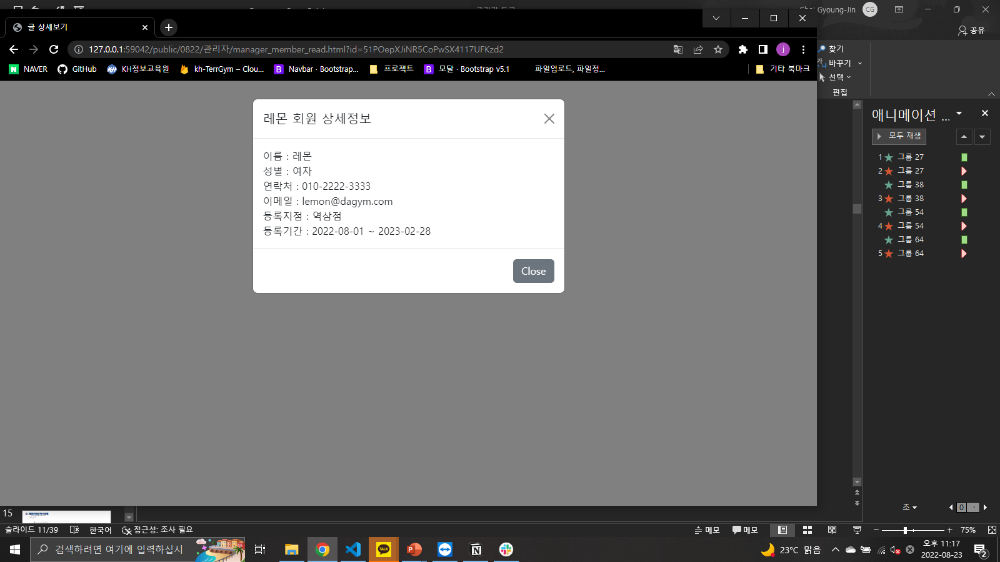 Choi Gyoung-Jin
CG
글 상세보기
127.0.0.1:59042/public/0822/관리자/manager_member_read.html?id=51POepXJiNR5CoPwSX4117UFKzd2
j
NAVER
GitHub
KH정보교육원
kh-TerrGym – Clou...
Navbar · Bootstrap...
프로젝트
모달 · Bootstrap v5.1
파일업로드, 파일정...
기타 북마크
공유
찾기
바꾸기
선택
편집
레몬 회원 상세정보
이름 : 레몬
성별 : 여자
연락처 : 010-2222-3333
이메일 : lemon@dagym.com
등록지점 : 역삼점
등록기간 : 2022-08-01 ~ 2023-02-28
Close
애니메이션 ...
모두 재생
1 그룹 27
2 그룹 27
그룹 38
3 그룹 38
그룹 54
4 그룹 54
그룹 64
5 그룹 64
초
0
15
슬라이드 11/39
한국어
접근성: 조사 필요
메모
메모
75%
검색하려면 여기에 입력하십시
TALK
23°C 맑음
오후 11:17
2022-08-23
2